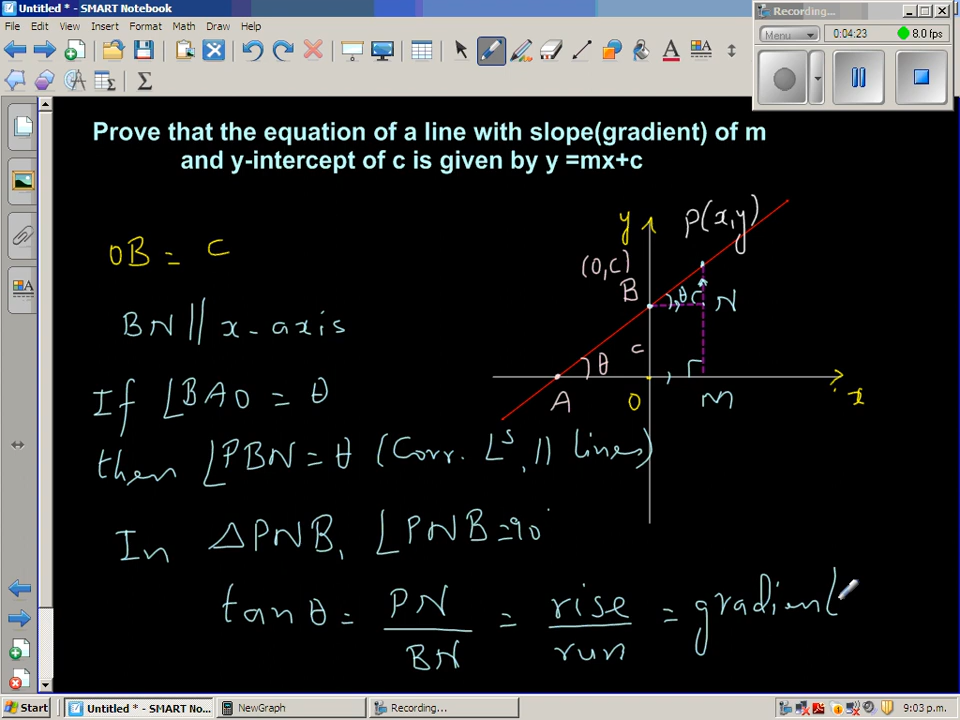 Untitled * - SMART Notebook
File Edit View Insert Format Math Draw Help
Recording...
Menu 0:04:23 8.0 fps
Prove that the equation of a line with slope(gradient) of m
and y-intercept of c is given by y =mx+c
y P(x,y)
OB = c
(0,c)
B θ N
BN // x-axis
c
θ
A O M x
If ∠BAO = θ
then ∠PBN = θ (Corr. ∠s, // lines)
In ΔPNB, ∠PNB=90°
tanθ = PN/BN = rise/run = gradient
Start Untitled * - SMART No... NewGraph Recording... 9:03 p.m.